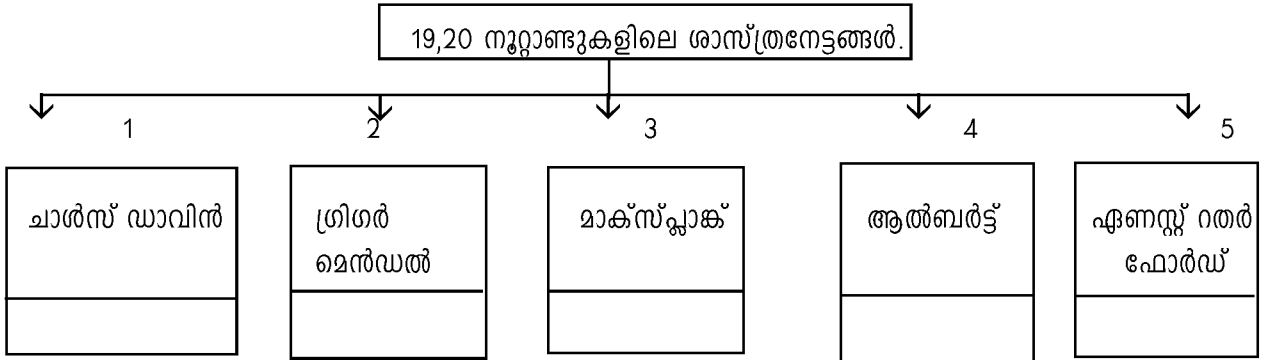 19,20 നൂറ്റാണ്ടുകളിലെ ശാസ്ത്രനേട്ടങ്ങൾ.
1
2
3
4
5
ചാൾസ് ഡാവിൻ
ഗ്രിഗർ
മെൻഡൽ
മാക്സ്പ്ലാങ്ക്
ആൽബർട്ട്
ഏണസ്റ്റ് റതർ
ഫോർഡ്